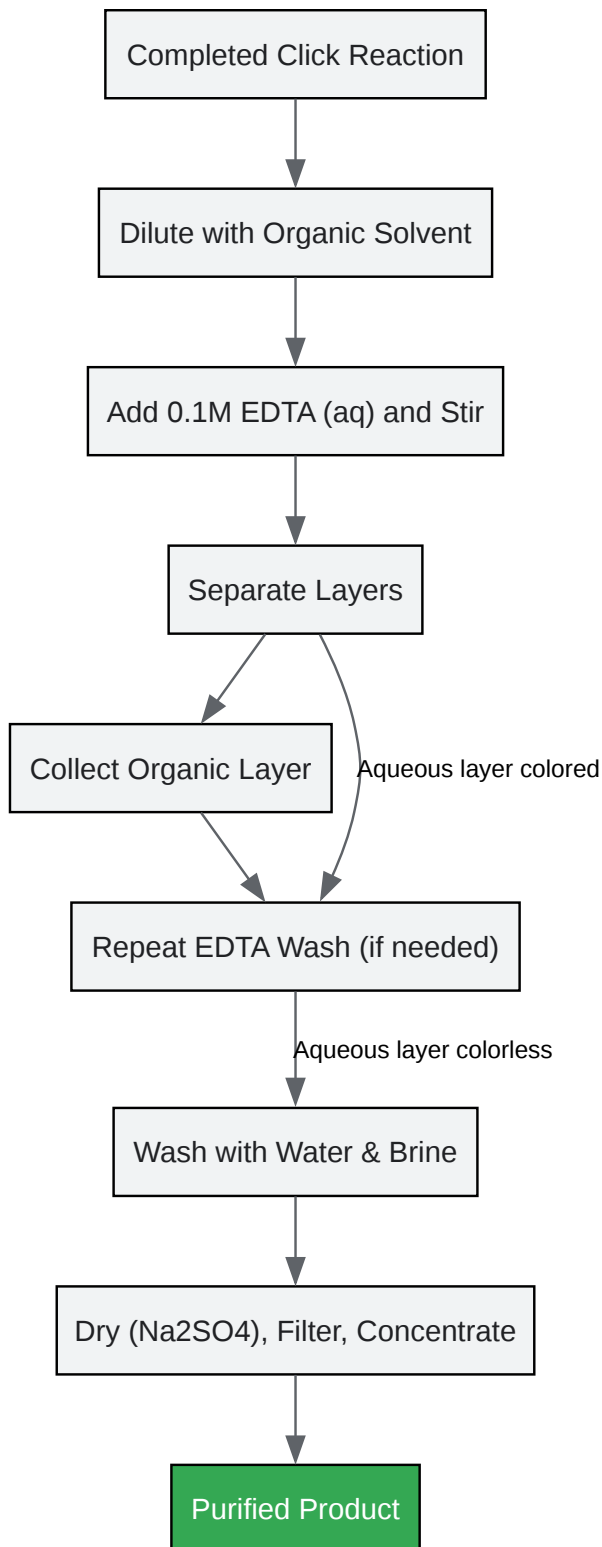 Completed Click Reaction
Dilute with Organic Solvent
Add 0.1M EDTA (aq) and Stir
Separate Layers
Collect Organic Layer
Aqueous layer colored
Repeat EDTA Wash (if needed)
Aqueous layer colorless
Wash with Water & Brine
Dry (Na2SO4), Filter, Concentrate
Purified Product